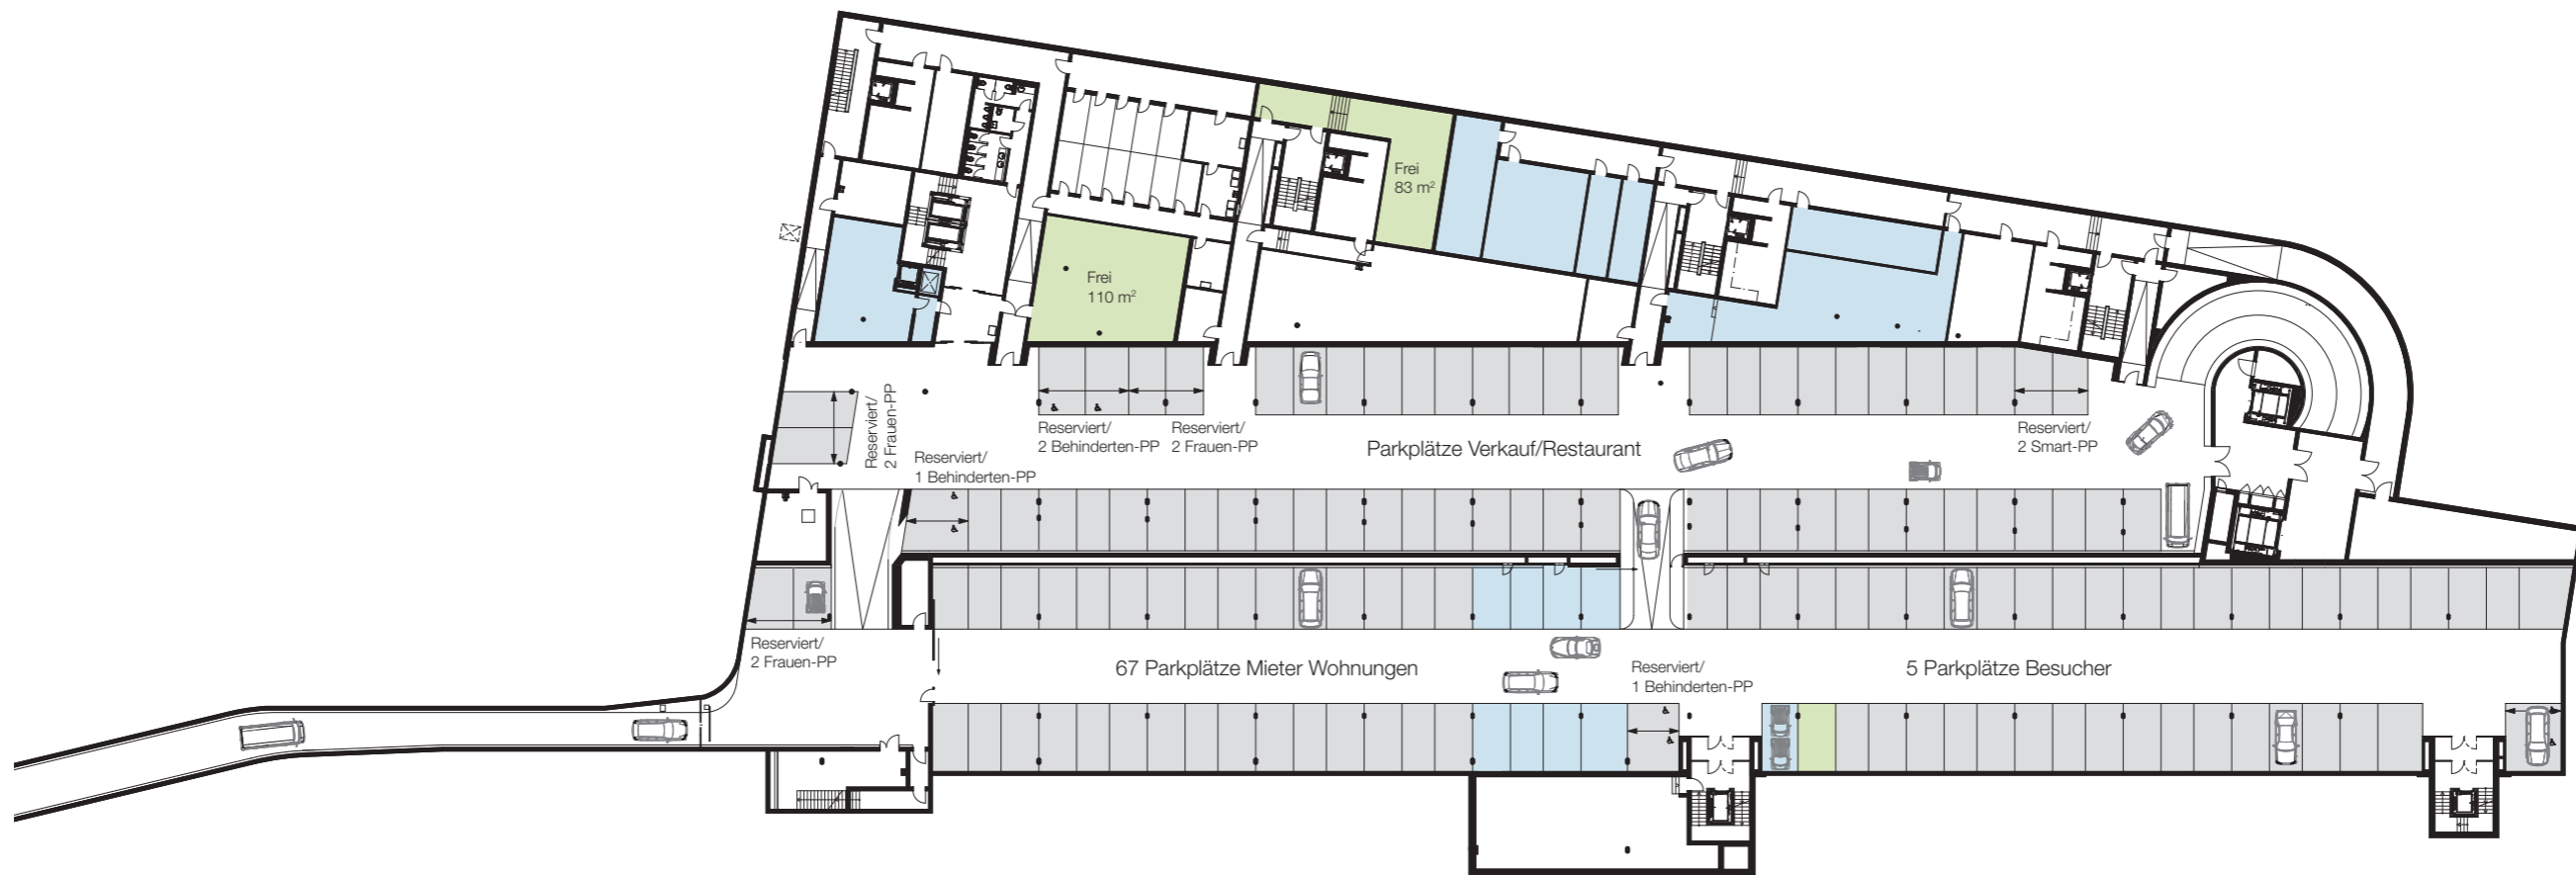 Frei
83 m²
Frei
110 m²
Reserviert/
2 Frauen-PP
Reserviert/
2 Behinderten-PP
Reserviert/
2 Frauen-PP
Parkplätze Verkauf/Restaurant
Reserviert/
2 Smart-PP
Reserviert/
1 Behinderten-PP
Reserviert/
2 Frauen-PP
67 Parkplätze Mieter Wohnungen
Reserviert/
1 Behinderten-PP
5 Parkplätze Besucher